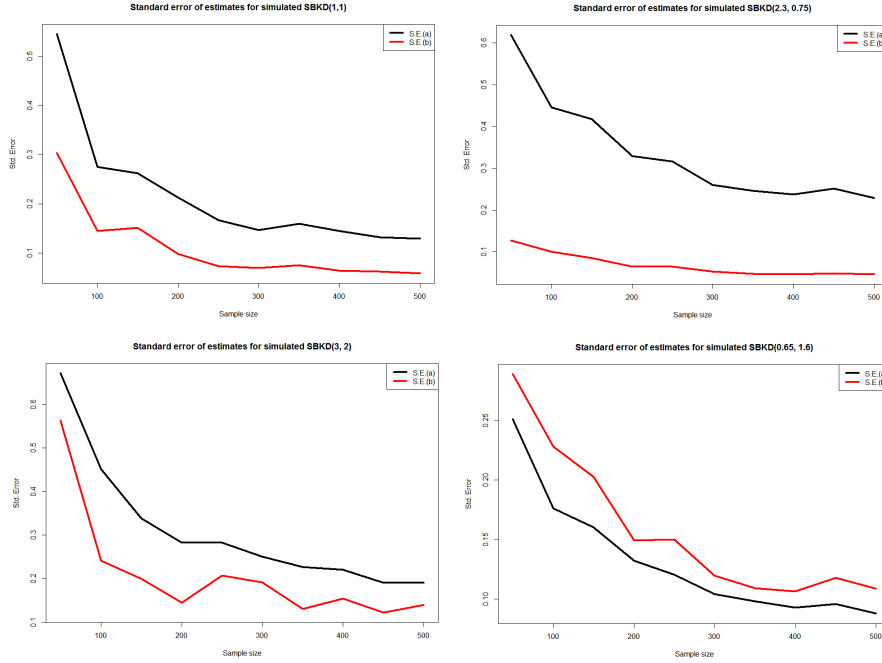 Standard error of estimates for simulated SBKD(1,1)
S.E.(a)
S.E.(b)
Std. Error
0.5
0.4
0.3
0.2
0.1
100 200 300 400 500
Sample size
Standard error of estimates for simulated SBKD(2.3, 0.75)
S.E.(a
S.E.(b
Std. Error
0.6
0.5
0.4
0.3
0.2
0.1
100 200 300 400 500
Sample size
Standard error of estimates for simulated SBKD(3, 2)
S.E.(a)
S.E.(b)
Std. Error
0.6
0.5
0.4
0.3
0.2
0.1
100 200 300 400 500
Sample size
Standard error of estimates for simulated SBKD(0.65, 1.6)
S.E.(a
S.E.(b
Std. Error
0.25
0.20
0.15
0.10
100 200 300 400 500
Sample size